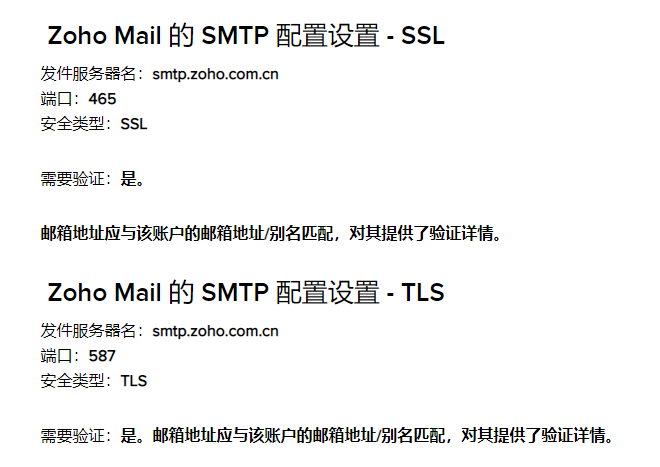 Zoho Mail 的 SMTP 配置设置 - SSL
发件服务器名：smtp.zoho.com.cn
端口：465
安全类型：SSL
需要验证：是。
邮箱地址应与该账户的邮箱地址/别名匹配，对其提供了验证详情。
Zoho Mail 的 SMTP 配置设置 - TLS
发件服务器名：smtp.zoho.com.cn
端口：587
安全类型：TLS
需要验证：是。邮箱地址应与该账户的邮箱地址/别名匹配，对其提供了验证详情。